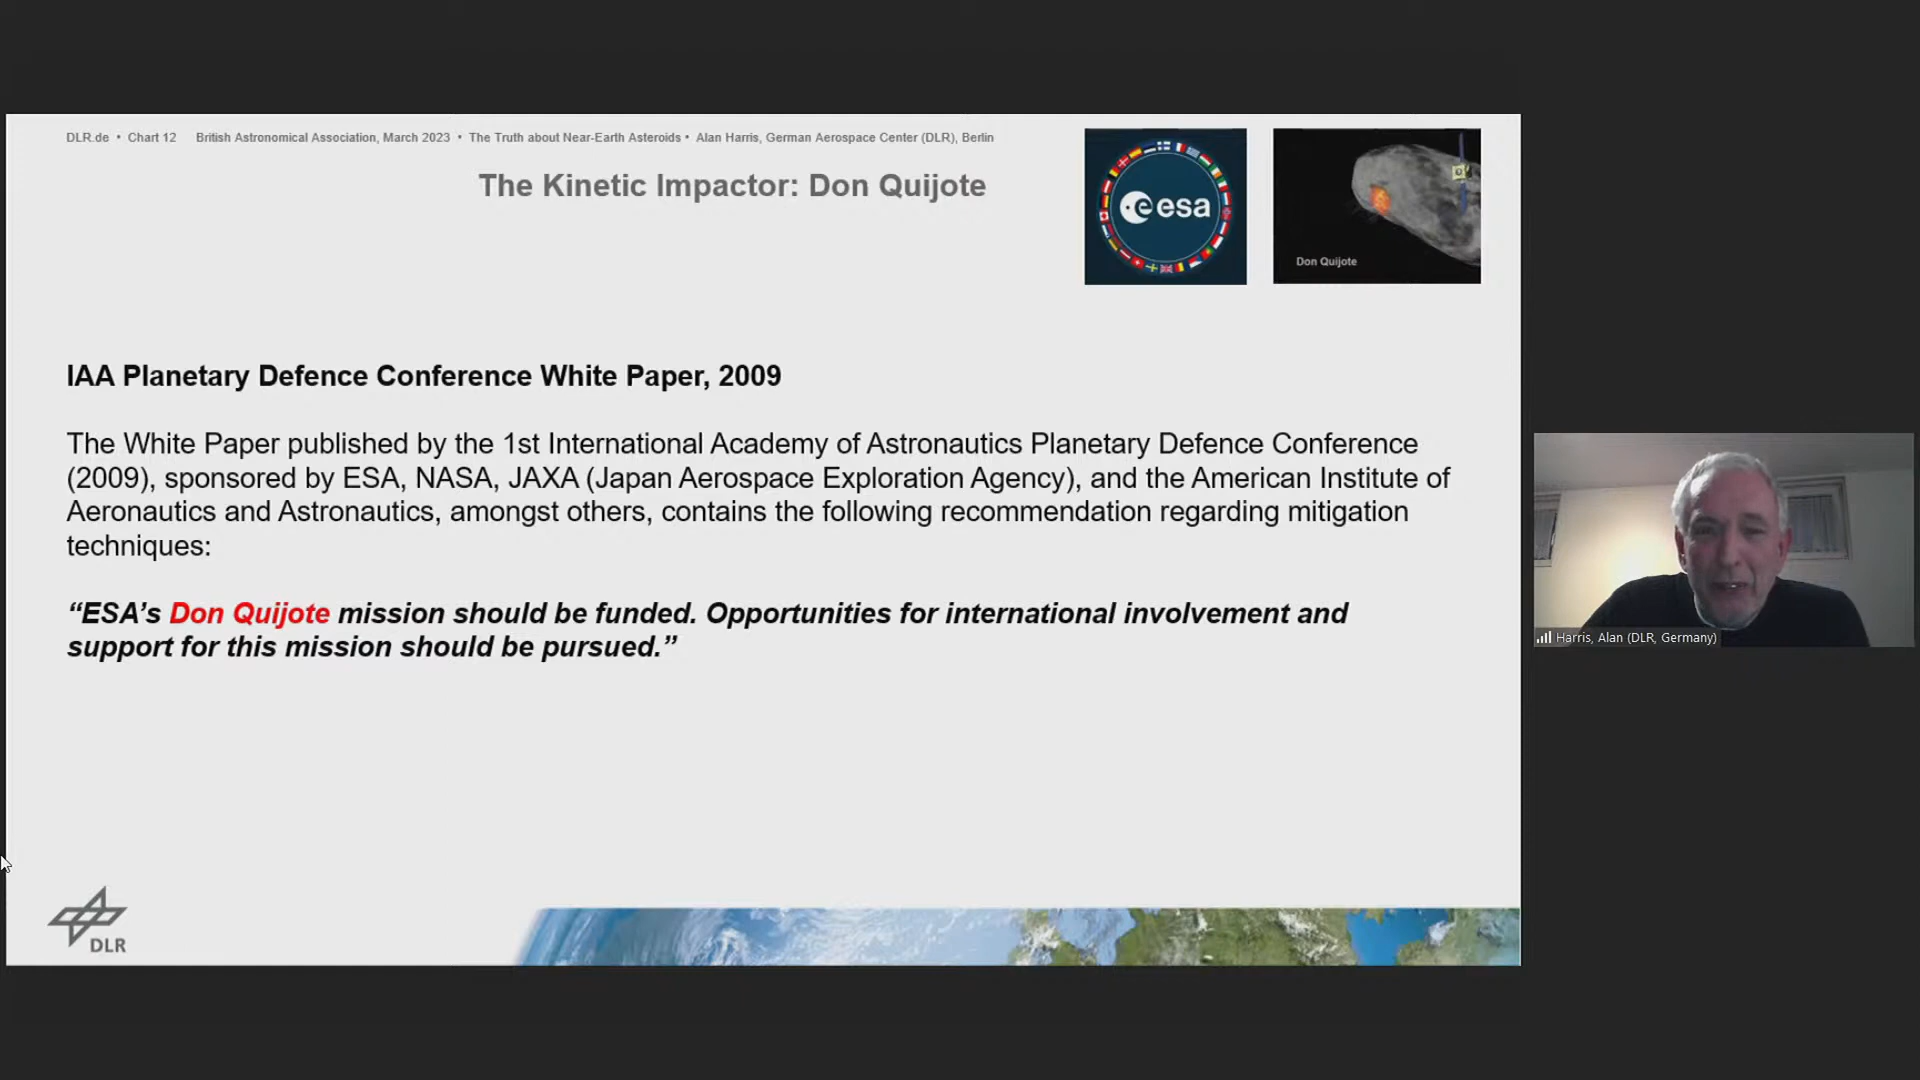 DLR.de • Chart 12 British Astronomical Association, March 2023 • The Truth about Near-Earth Asteroids • Alan Harris, German Aerospace Center (DLR), Berlin
The Kinetic Impactor: Don Quijote
esa
Don Quijote
IAA Planetary Defence Conference White Paper, 2009
The White Paper published by the 1st International Academy of Astronautics Planetary Defence Conference
(2009), sponsored by ESA, NASA, JAXA (Japan Aerospace Exploration Agency), and the American Institute of
Aeronautics and Astronautics, amongst others, contains the following recommendation regarding mitigation
techniques:
“ESA’s Don Quijote mission should be funded. Opportunities for international involvement and
support for this mission should be pursued.”
Harris, Alan (DLR, Germany)
DLR